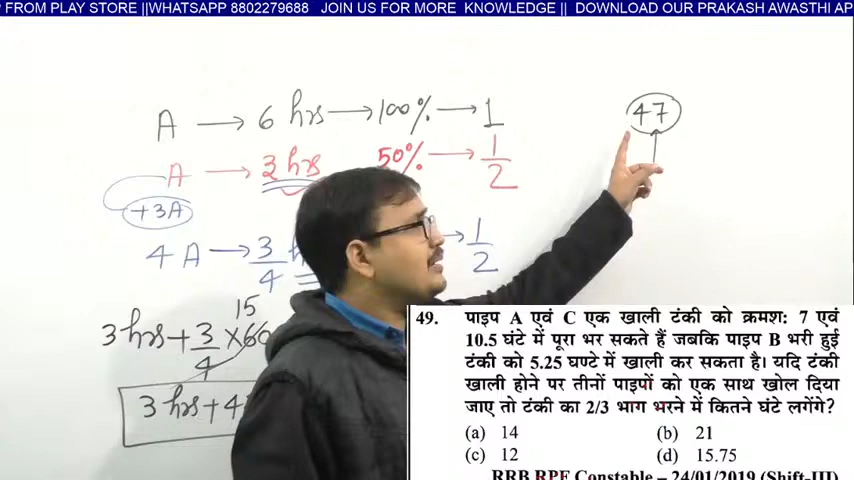 P FROM PLAY STORE ||WHATSAPP 8802279688 JOIN US FOR MORE KNOWLEDGE || DOWNLOAD OUR PRAKASH AWASTHI AP
A → 6 hrs → 100% → 1
47
A → 3 hrs 50% → 1/2
+3A
4A → 3/4 h → 1/2
15
3 hrs + 3/4 × 60
3 hrs + 4
49. पाइप A एवं C एक खाली टंकी को क्रमश: 7 एवं
10.5 घंटे में पूरा भर सकते हैं जबकि पाइप B भरी हुई
टंकी को 5.25 घण्टे में खाली कर सकता है। यदि टंकी
खाली होने पर तीनों पाइपों को एक साथ खोल दिया
जाए तो टंकी का 2/3 भाग भरने में कितने घंटे लगेंगे?
(a) 14 (b) 21
(c) 12 (d) 15.75
RRB RPF Constable – 24/01/2019 (Shift-III)